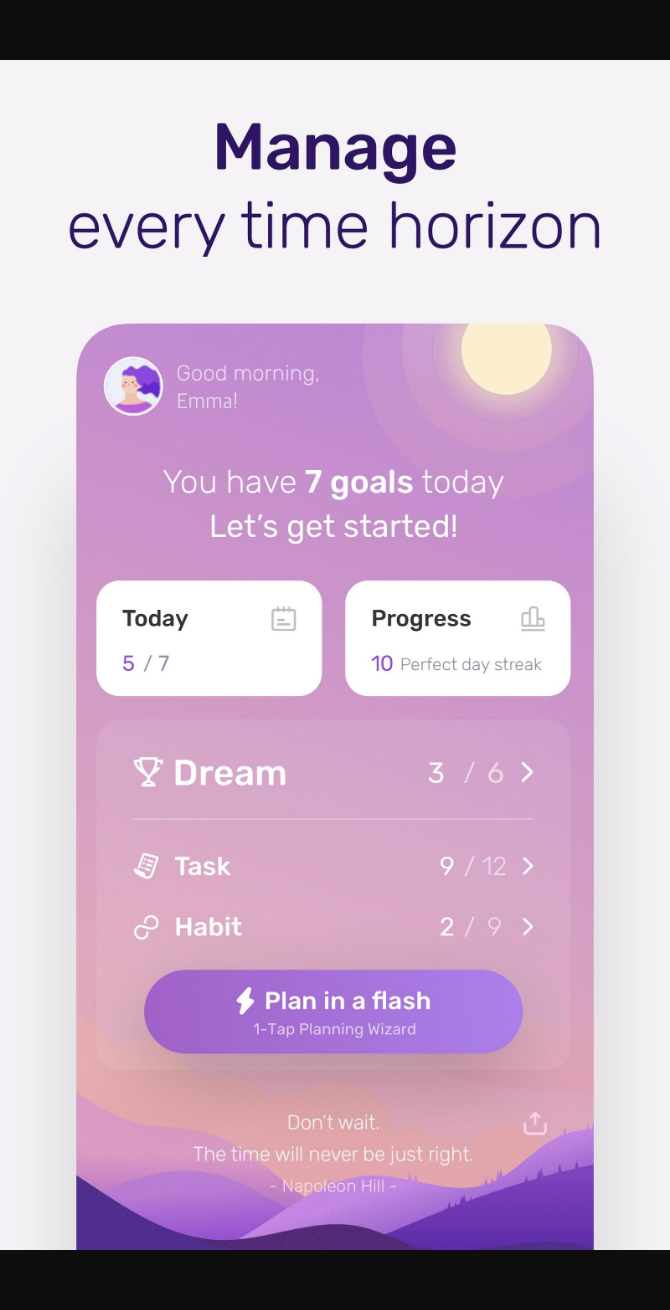 Manage
every time horizon
Good morning,
Emma!
You have 7 goals today
Let's get started!
Today
5 / 7
Progress
10 Perfect day streak
Dream 3 / 6
Task 9 / 12
Habit 2 / 9
Plan in a flash
1-Tap Planning Wizard
Don't wait.
The time will never be just right.
- Napoleon Hill -